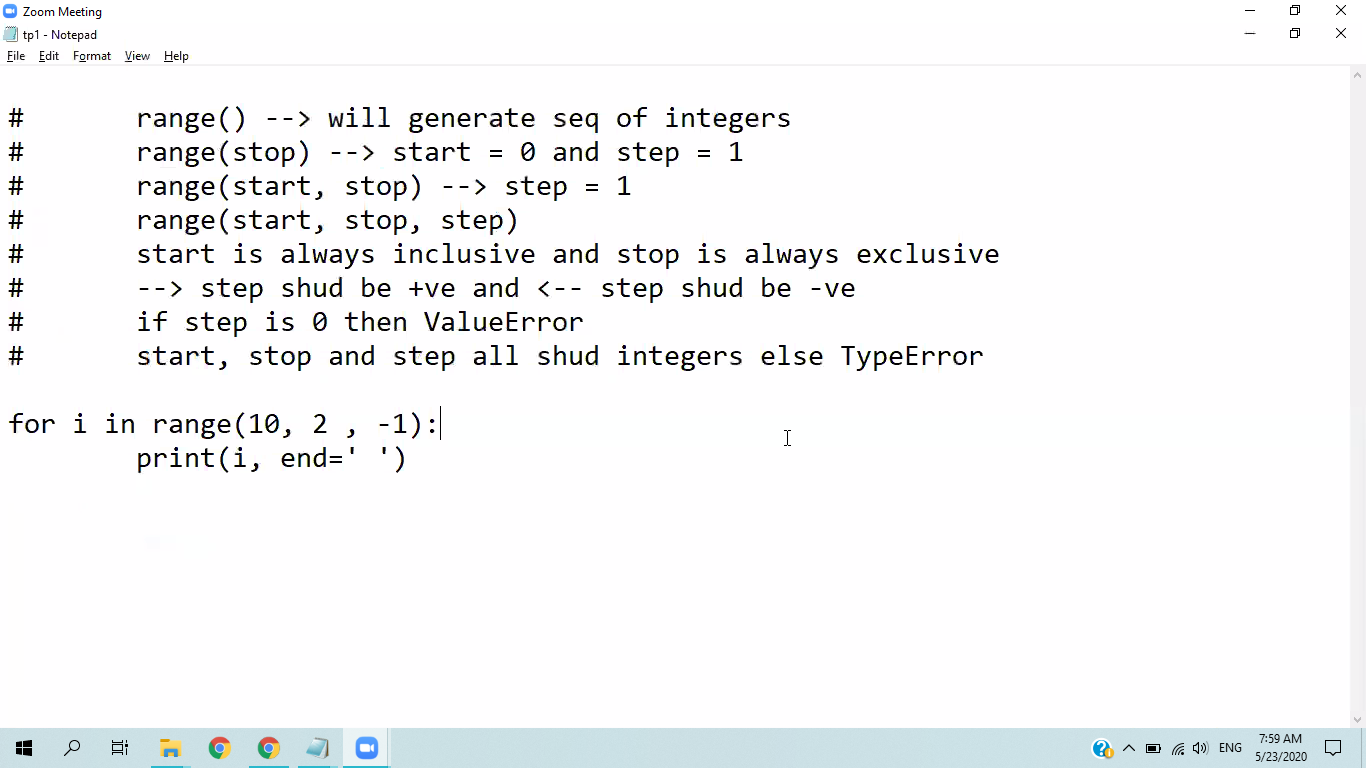 Zoom Meeting
tp1 - Notepad
File Edit Format View Help
# range() --> will generate seq of integers
# range(stop) --> start = 0 and step = 1
# range(start, stop) --> step = 1
# range(start, stop, step)
# start is always inclusive and stop is always exclusive
# --> step shud be +ve and <-- step shud be -ve
# if step is 0 then ValueError
# start, stop and step all shud integers else TypeError
for i in range(10, 2 , -1):
print(i, end=' ')
ENG
7:59 AM
5/23/2020